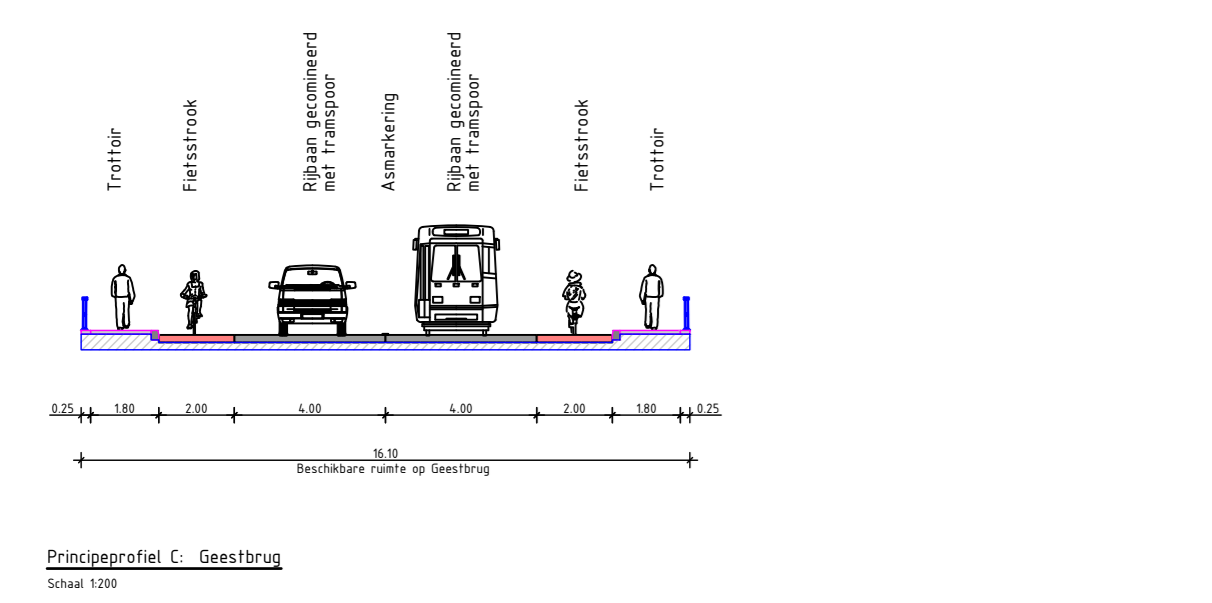 Trottoir
Fietsstrook
Rijbaan gecomineerd
met tramspoor
Asmarkering
Rijbaan gecomineerd
met tramspoor
Fietsstrook
Trottoir
0.25 1.80 2.00 4.00 4.00 2.00 1.80 0.25
16.10
Beschikbare ruimte op Geestbrug
Principeprofiel C: Geestbrug
Schaal 1:200